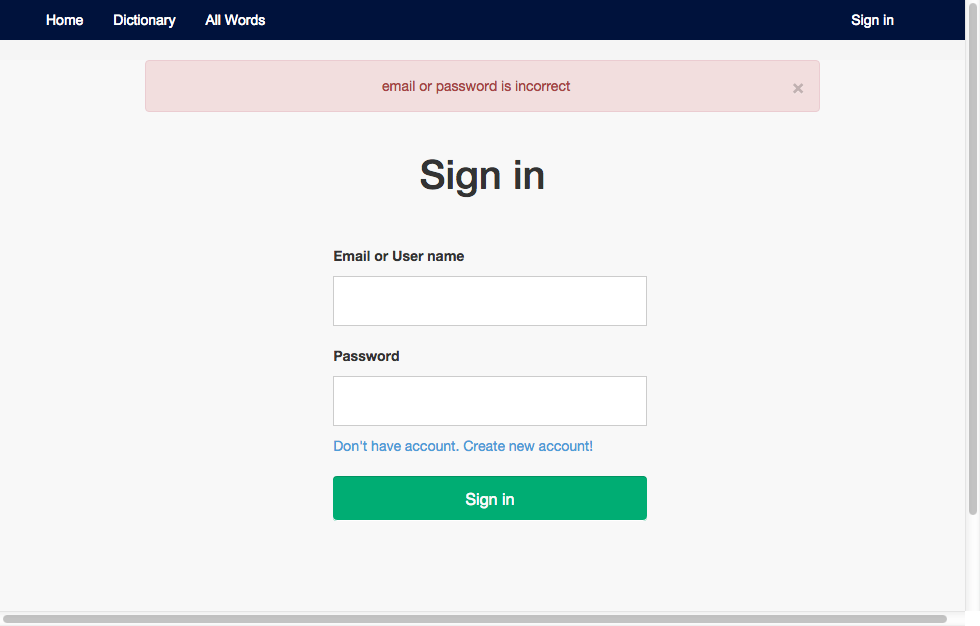 Home Dictionary All Words Sign in
email or password is incorrect ×
Sign in
Email or User name
Password
Don't have account. Create new account!
Sign in